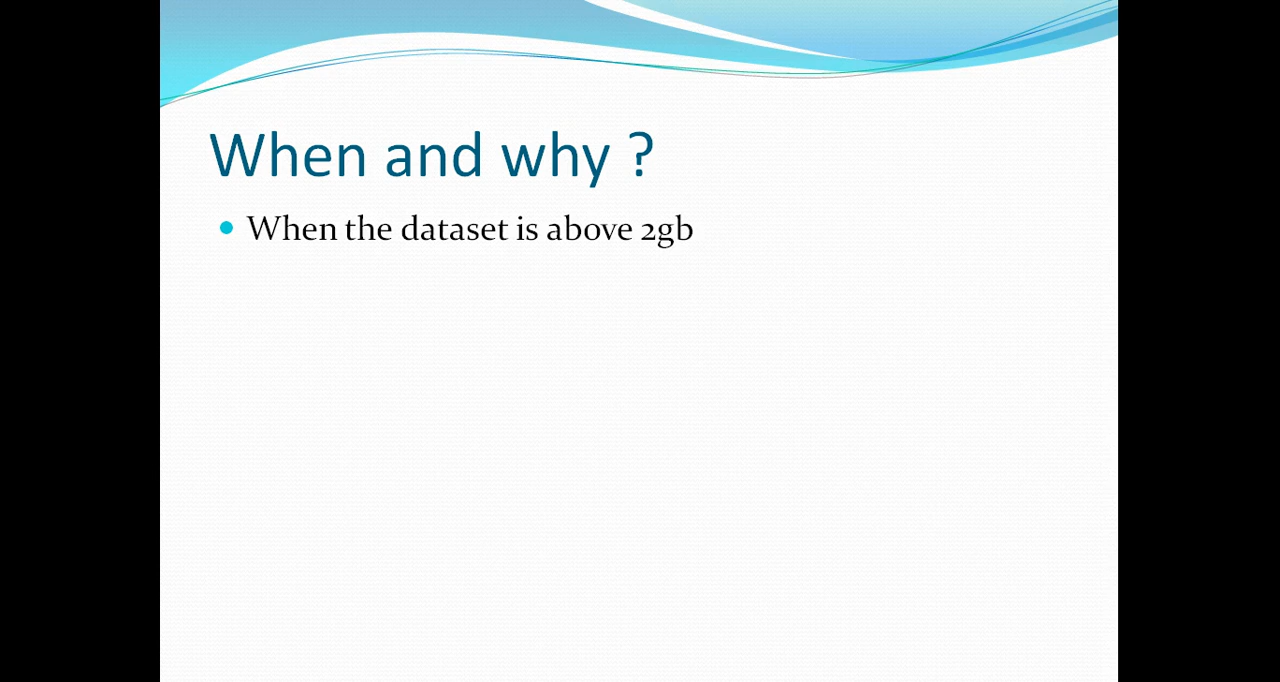 When and why ?
When the dataset is above 2gb